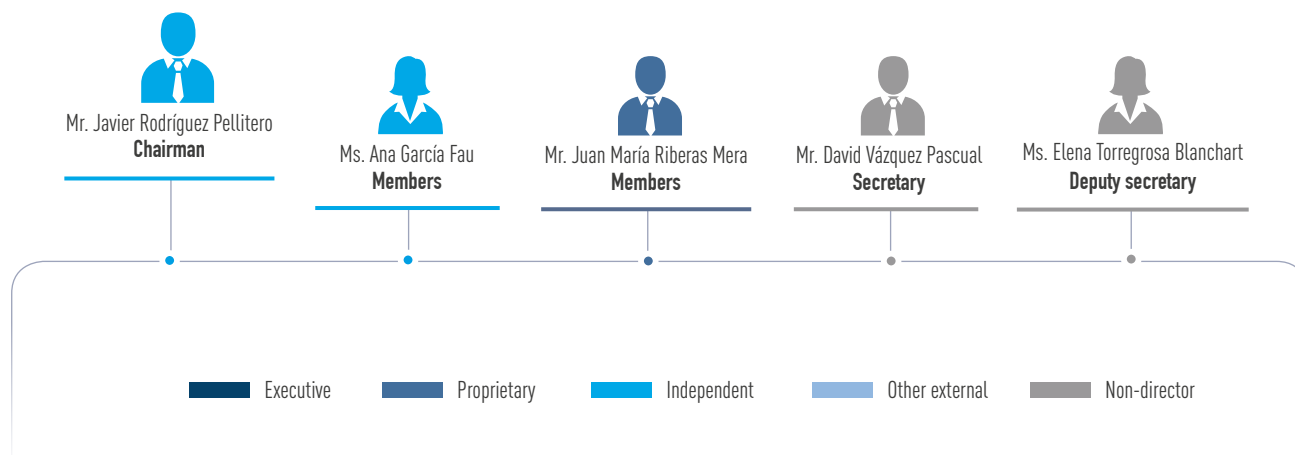 Mr. Javier Rodríguez Pellitero
Chairman
Ms. Ana García Fau
Members
Mr. Juan María Riberas Mera
Members
Mr. David Vázquez Pascual
Secretary
Ms. Elena Torregrosa Blanchart
Deputy secretary
Executive
Proprietary
Independent
Other external
Non-director